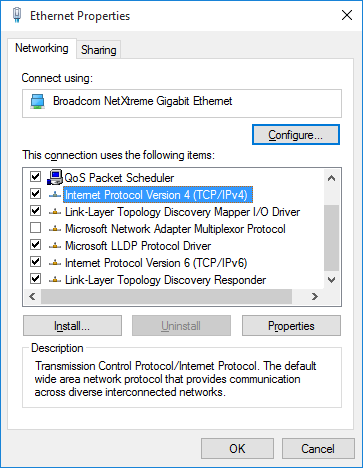 Ethernet Properties
Networking
Sharing
Connect using:
Broadcom NetXtreme Gigabit Ethernet
Configure...
This connection uses the following items:
QoS Packet Scheduler
Internet Protocol Version 4 (TCP/IPv4)
Link-Layer Topology Discovery Mapper I/O Driver
Microsoft Network Adapter Multiplexor Protocol
Microsoft LLDP Protocol Driver
Internet Protocol Version 6 (TCP/IPv6)
Link-Layer Topology Discovery Responder
Install...
Uninstall
Properties
Description
Transmission Control Protocol/Internet Protocol. The default
wide area network protocol that provides communication
across diverse interconnected networks.
OK
Cancel